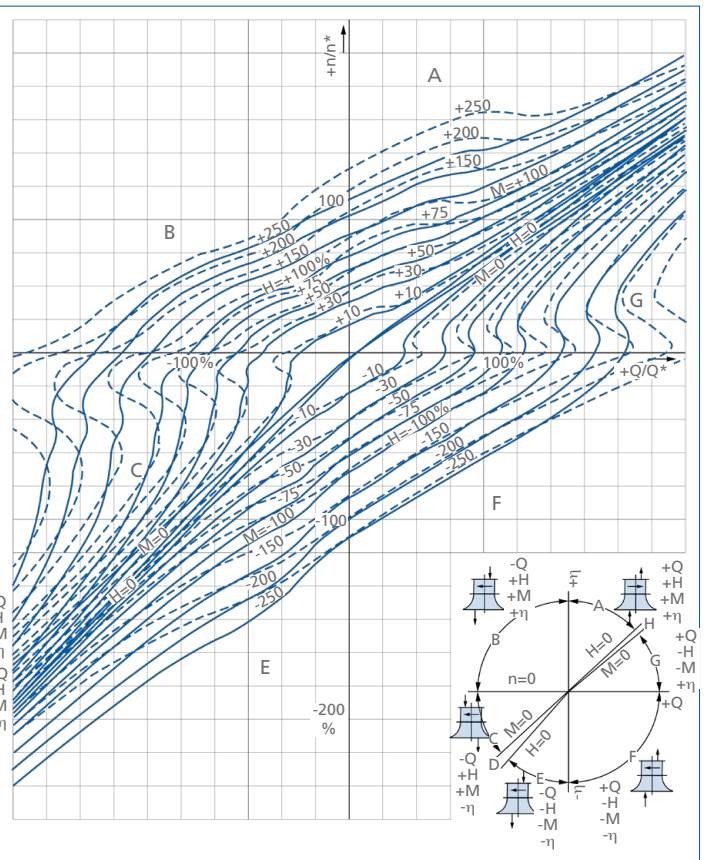 +n/n*
A
+250
+200
+150
M=+100
100
B
+250
+200
+150
H=+100%
+75
+50
+30
+10
+75
+50
+30
+10
H=0
M=0
G
-100%
100%
+Q/Q*
-10
-30
-50
-75
H=-100%
-150
-200
-250
-10
-30
-50
-75
M=-100
-150
-200
-250
-100
C
M=0
H=0
F
E
-200
%
Q
H
M
η
Q
H
M
η
-Q
+H
+M
+η
+n
A
+Q
+H
+M
+η
H
B
H=0
M=0
+Q
-H
-M
+η
G
n=0
+Q
M=0
H=0
C
D
-Q
+H
+M
-η
E
-Q
-H
-M
-η
-n
F
+Q
-H
-M
-η